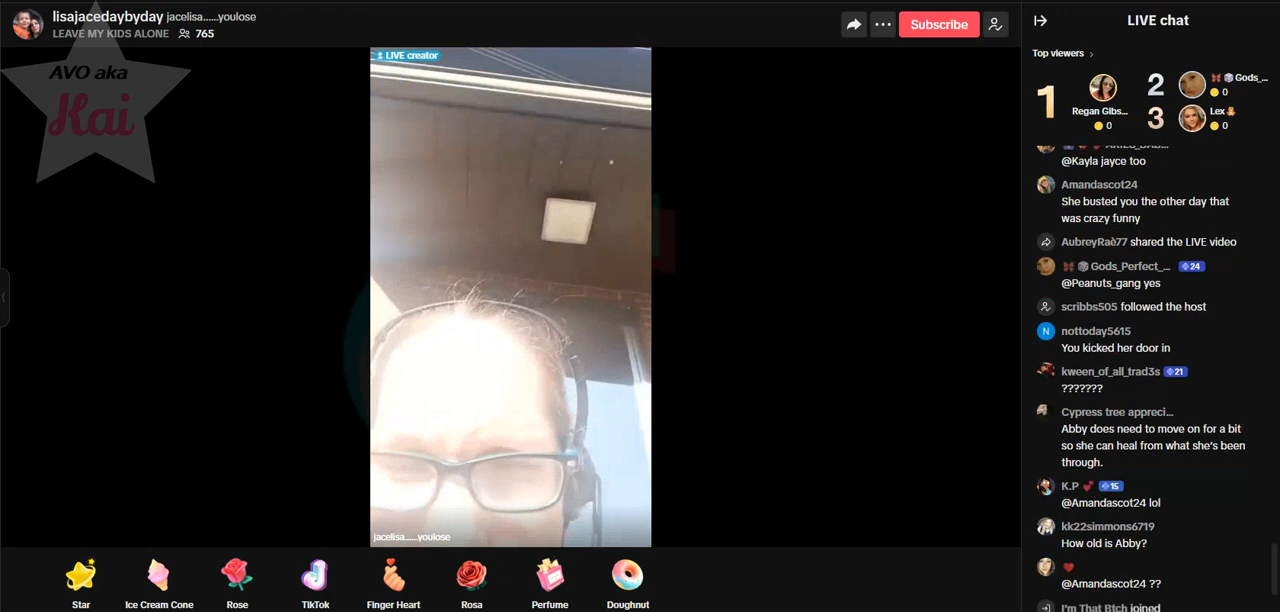 lisajacedaybyday jacelisa......youlose
LEAVE MY KIDS ALONE 765
Subscribe
AVO aka
Kai
LIVE creator
jacelisa......youlose
Star
Ice Cream Cone
Rose
TikTok
Finger Heart
Rosa
Perfume
Doughnut
LIVE chat
Top viewers
1
Regan GIbs...
0
2
Gods_...
0
3
Lex
0
@Kayla jayce too
Amandascot24
She busted you the other day that
was crazy funny
AubreyRaè77 shared the LIVE video
Gods_Perfect_... 24
@Peanuts_gang yes
scribbs505 followed the host
N nottoday5615
You kicked her door in
kween_of_all_trad3s 21
???????
Cypress tree appreci...
Abby does need to move on for a bit
so she can heal from what she's been
through.
K.P 15
@Amandascot24 lol
kk22simmons6719
How old is Abby?
@Amandascot24 ??
I'm That Btch joined